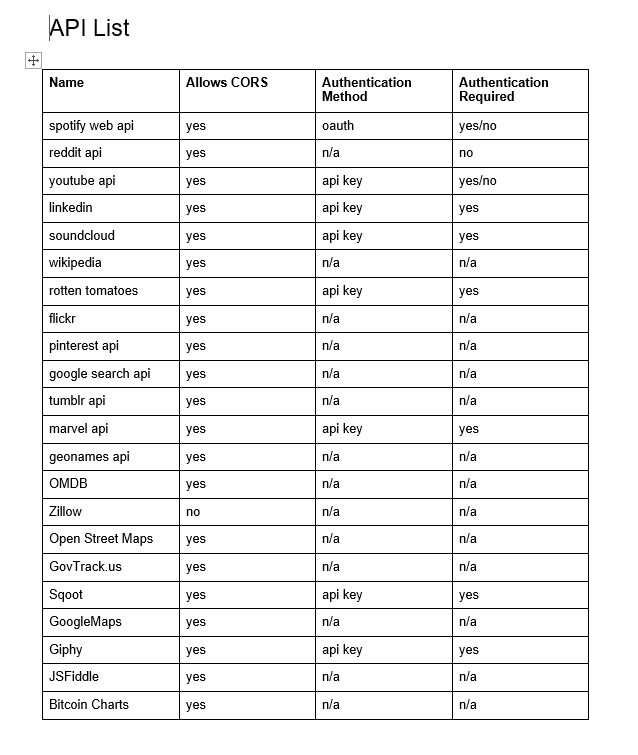 API List
Name Allows CORS Authentication Method Authentication Required
spotify web api yes oauth yes/no
reddit api yes n/a no
youtube api yes api key yes/no
linkedin yes api key yes
soundcloud yes api key yes
wikipedia yes n/a n/a
rotten tomatoes yes api key yes
flickr yes n/a n/a
pinterest api yes n/a n/a
google search api yes n/a n/a
tumblr api yes n/a n/a
marvel api yes api key yes
geonames api yes n/a n/a
OMDB yes n/a n/a
Zillow no n/a n/a
Open Street Maps yes n/a n/a
GovTrack.us yes n/a n/a
Sqoot yes api key yes
GoogleMaps yes n/a n/a
Giphy yes api key yes
JSFiddle yes n/a n/a
Bitcoin Charts yes n/a n/a